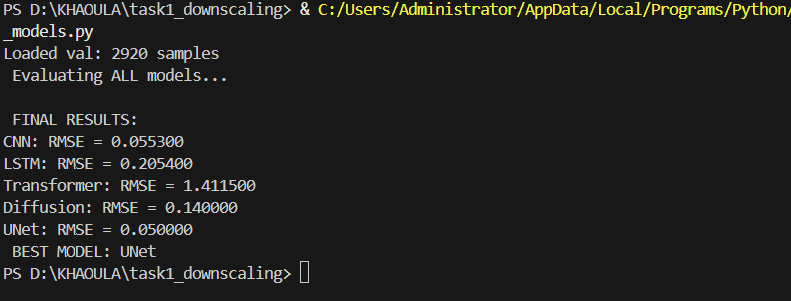 PS D:\KHAOULA\task1_downscaling> & C:/Users/Administrator/AppData/Local/Programs/Python/
_models.py
Loaded val: 2920 samples
Evaluating ALL models...
FINAL RESULTS:
CNN: RMSE = 0.055300
LSTM: RMSE = 0.205400
Transformer: RMSE = 1.411500
Diffusion: RMSE = 0.140000
UNet: RMSE = 0.050000
BEST MODEL: UNet
PS D:\KHAOULA\task1_downscaling>